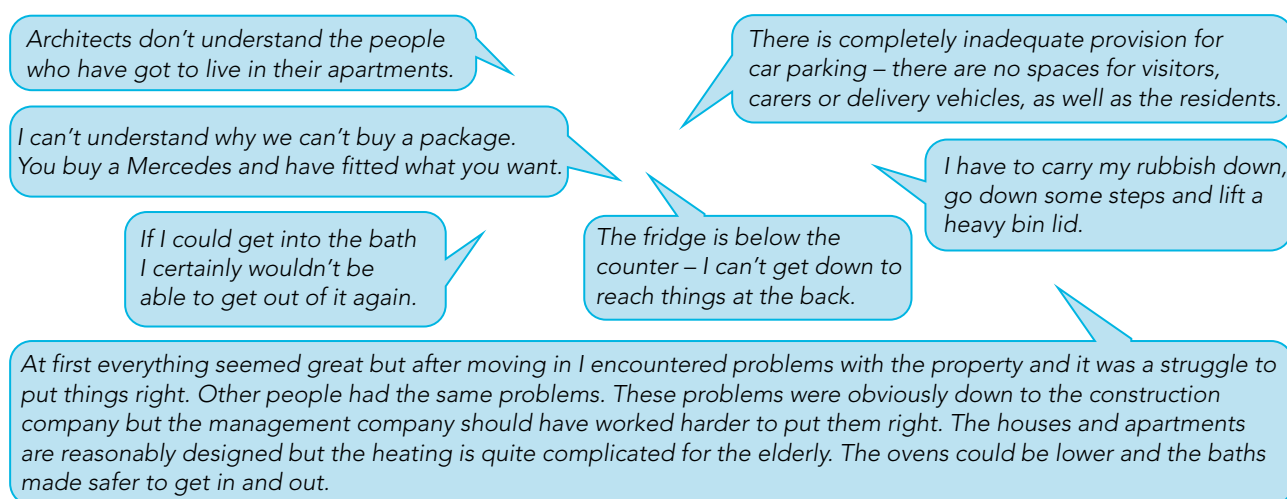 Architects don’t understand the people
who have got to live in their apartments.
There is completely inadequate provision for
car parking – there are no spaces for visitors,
carers or delivery vehicles, as well as the residents.
I can’t understand why we can’t buy a package.
You buy a Mercedes and have fitted what you want.
I have to carry my rubbish down,
go down some steps and lift a
heavy bin lid.
If I could get into the bath
I certainly wouldn’t be
able to get out of it again.
The fridge is below the
counter – I can’t get down to
reach things at the back.
At first everything seemed great but after moving in I encountered problems with the property and it was a struggle to
put things right. Other people had the same problems. These problems were obviously down to the construction
company but the management company should have worked harder to put them right. The houses and apartments
are reasonably designed but the heating is quite complicated for the elderly. The ovens could be lower and the baths
made safer to get in and out.